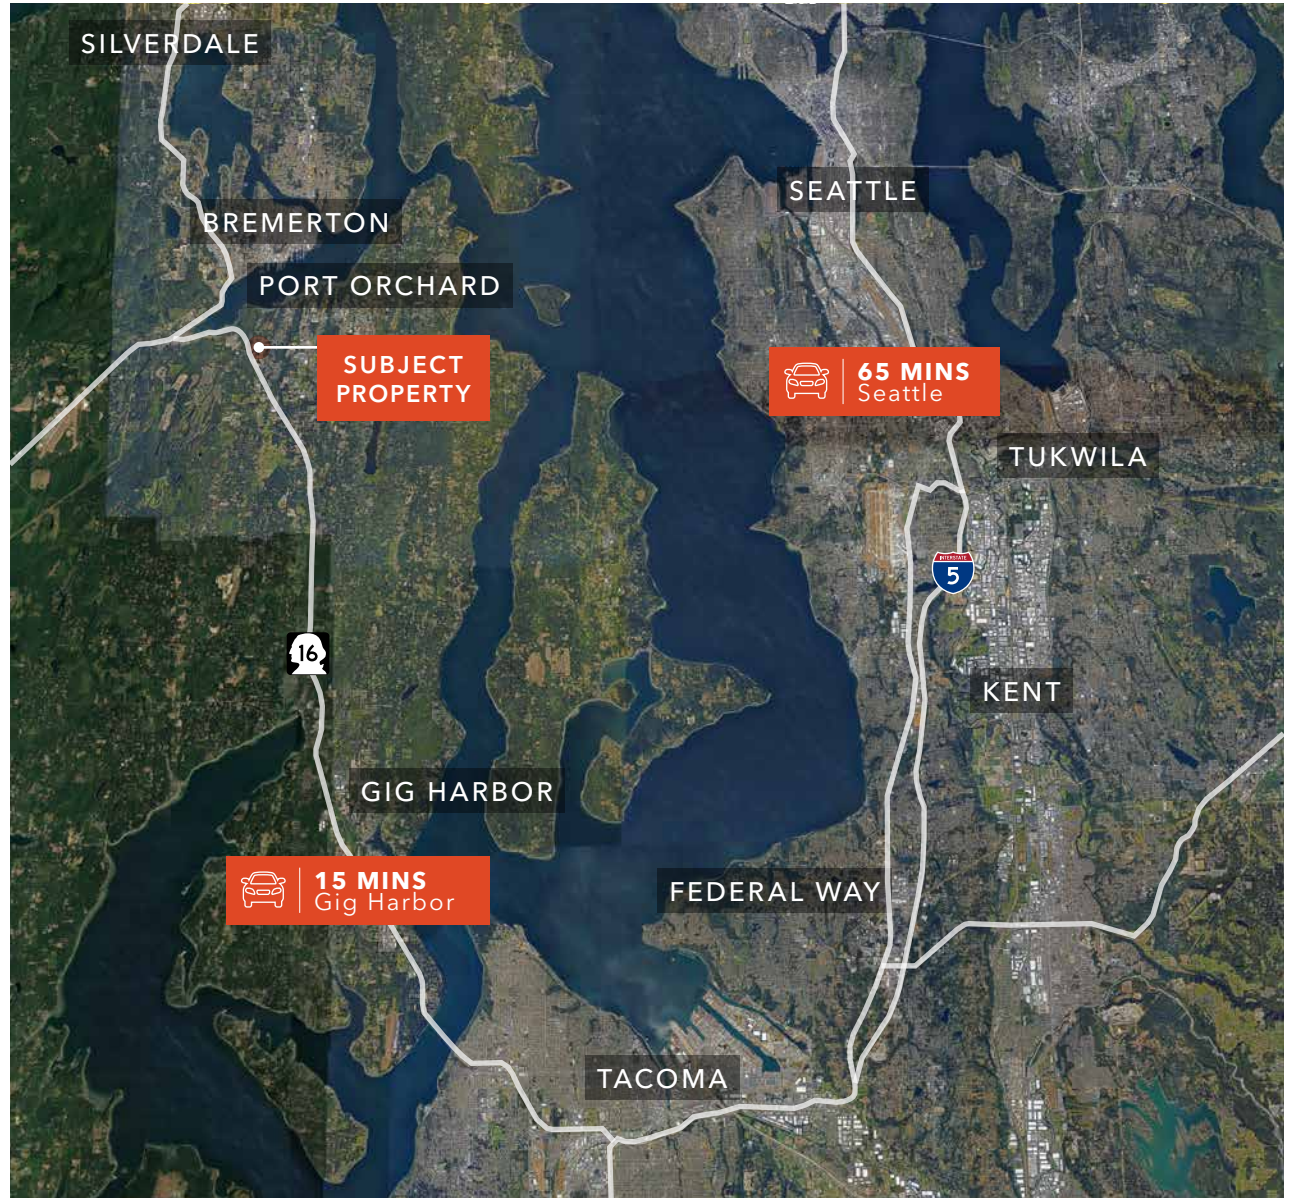 SILVERDALE
SEATTLE
BREMERTON
PORT ORCHARD
SUBJECT
PROPERTY
65 MINS
Seattle
TUKWILA
INTERSTATE
5
16
KENT
GIG HARBOR
15 MINS
Gig Harbor
FEDERAL WAY
TACOMA